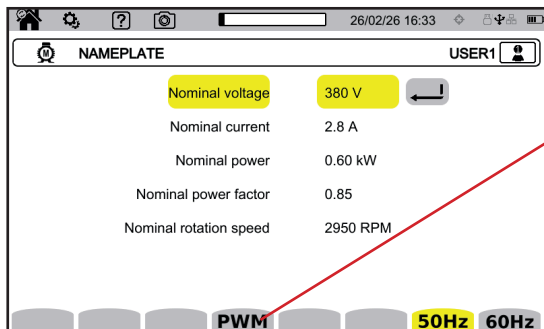 26/02/26 16:33
NAMEPLATE USER1
Nominal voltage 380 V
Nominal current 2.8 A
Nominal power 0.60 kW
Nominal power factor 0.85
Nominal rotation speed 2950 RPM
PWM 50Hz 60Hz